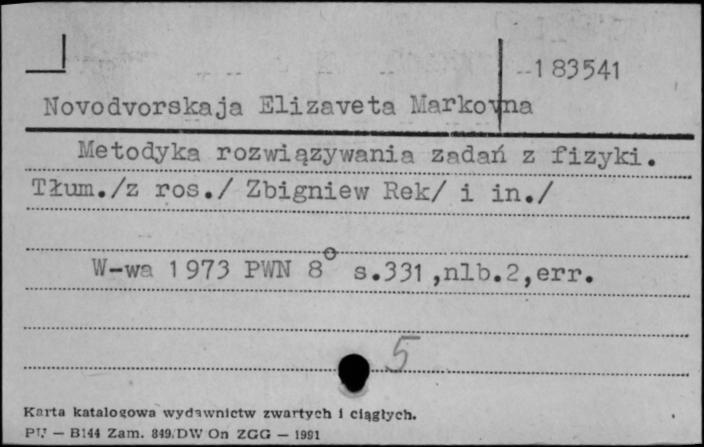 183541
Novodvorskaja Elizaveta Markovna
Metodyka rozwiązywania zadań z fizyki.
Tłum./z ros./ Zbigniew Rek/ i in./
W-wa 1973 PWN 8° s.331,nlb.2,err.
5
Karta katalogowa wydawnictw zwartych i ciągłych.
PU — B144 Zam. 849/DW/On ZGG — 1991